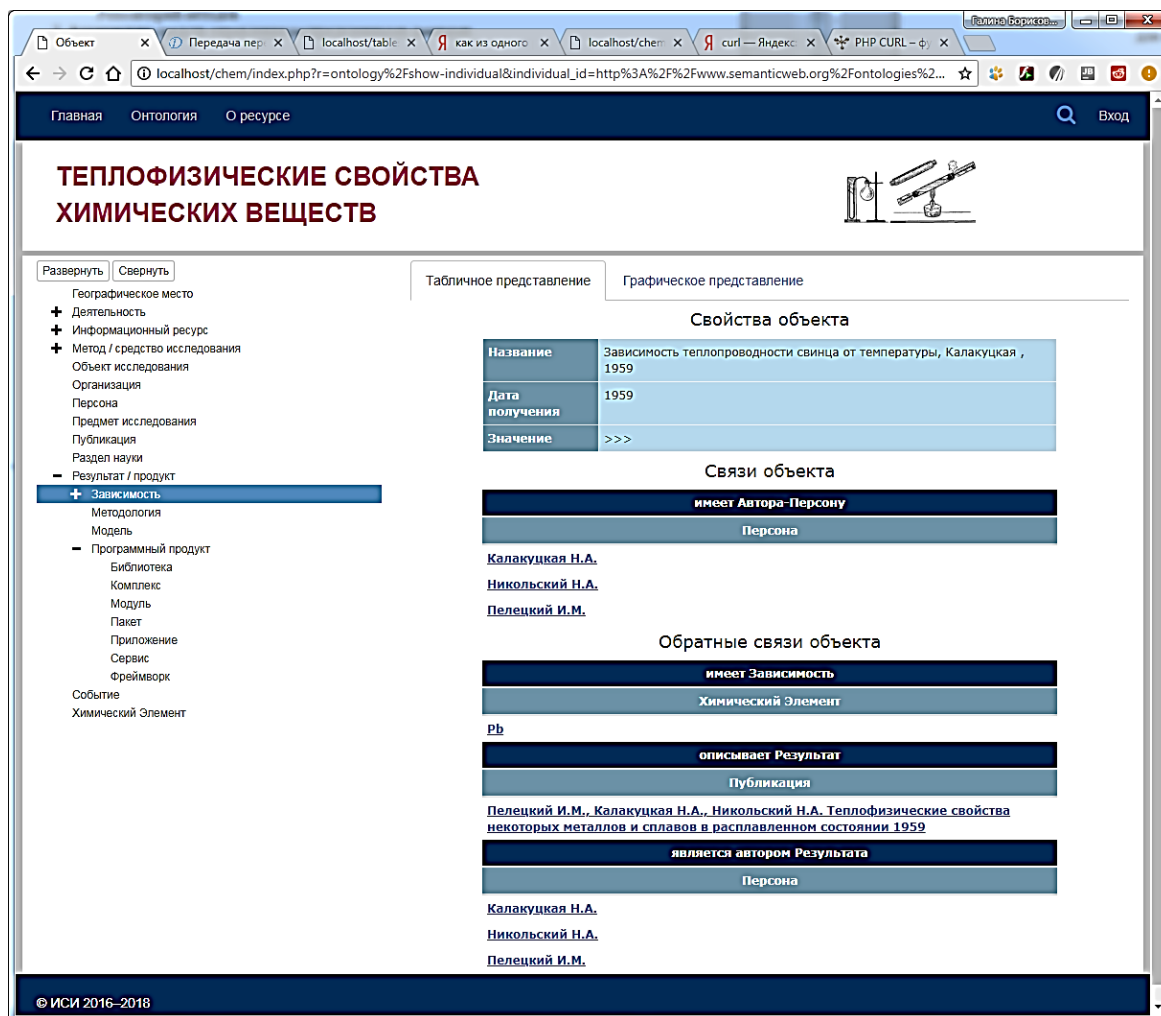 Галина Борисов...
Объект
Передача пер
localhost/table
как из одного
localhost/chem
curl — Яндекс
PHP CURL – ф
localhost/chem/index.php?r=ontology%2Fshow-individual&individual_id=http%3A%2F%2Fwww.semanticweb.org%2Fontologies%2...
Главная Онтология О ресурсе Вход
ТЕПЛОФИЗИЧЕСКИЕ СВОЙСТВА
ХИМИЧЕСКИХ ВЕЩЕСТВ
Развернуть Свернуть
Географическое место
Деятельность
Информационный ресурс
Метод / средство исследования
Объект исследования
Организация
Персона
Предмет исследования
Публикация
Раздел науки
Результат / продукт
Зависимость
Методология
Модель
Программный продукт
Библиотека
Комплекс
Модуль
Пакет
Приложение
Сервис
Фреймворк
Событие
Химический Элемент
Табличное представление Графическое представление
Свойства объекта
Название Зависимость теплопроводности свинца от температуры, Калакуцкая ,
1959
Дата 1959
получения
Значение >>>
Связи объекта
имеет Автора-Персону
Персона
Калакуцкая Н.А.
Никольский Н.А.
Пелецкий И.М.
Обратные связи объекта
имеет Зависимость
Химический Элемент
Pb
описывает Результат
Публикация
Пелецкий И.М., Калакуцкая Н.А., Никольский Н.А. Теплофизические свойства
некоторых металлов и сплавов в расплавленном состоянии 1959
является автором Результата
Персона
Калакуцкая Н.А.
Никольский Н.А.
Пелецкий И.М.
© ИСИ 2016–2018